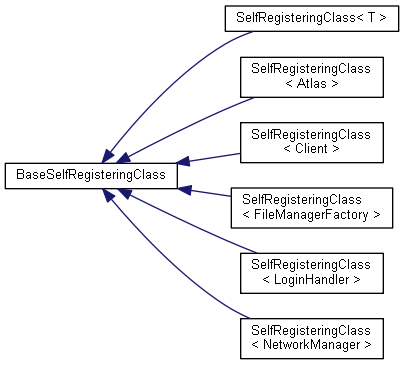 SelfRegisteringClass< T >
SelfRegisteringClass
< Atlas >
SelfRegisteringClass
< Client >
BaseSelfRegisteringClass
SelfRegisteringClass
< FileManagerFactory >
SelfRegisteringClass
< LoginHandler >
SelfRegisteringClass
< NetworkManager >